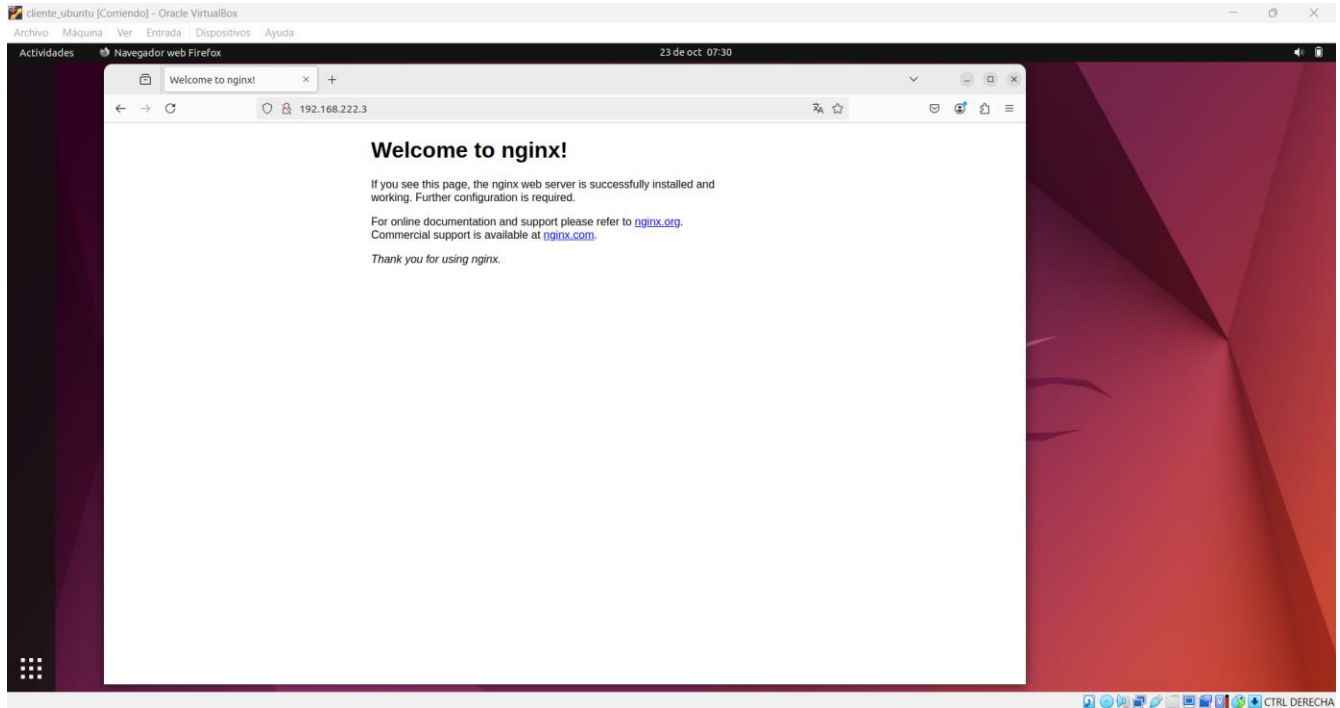 cliente_ubuntu [Corriendo] - Oracle VirtualBox
Archivo Máquina Ver Entrada Dispositivos Ayuda
Actividades Navegador web Firefox 23 de oct 07:30
Welcome to nginx!
192.168.222.3
Welcome to nginx!
If you see this page, the nginx web server is successfully installed and
working. Further configuration is required.
For online documentation and support please refer to nginx.org.
Commercial support is available at nginx.com.
Thank you for using nginx.
CTRL DERECHA